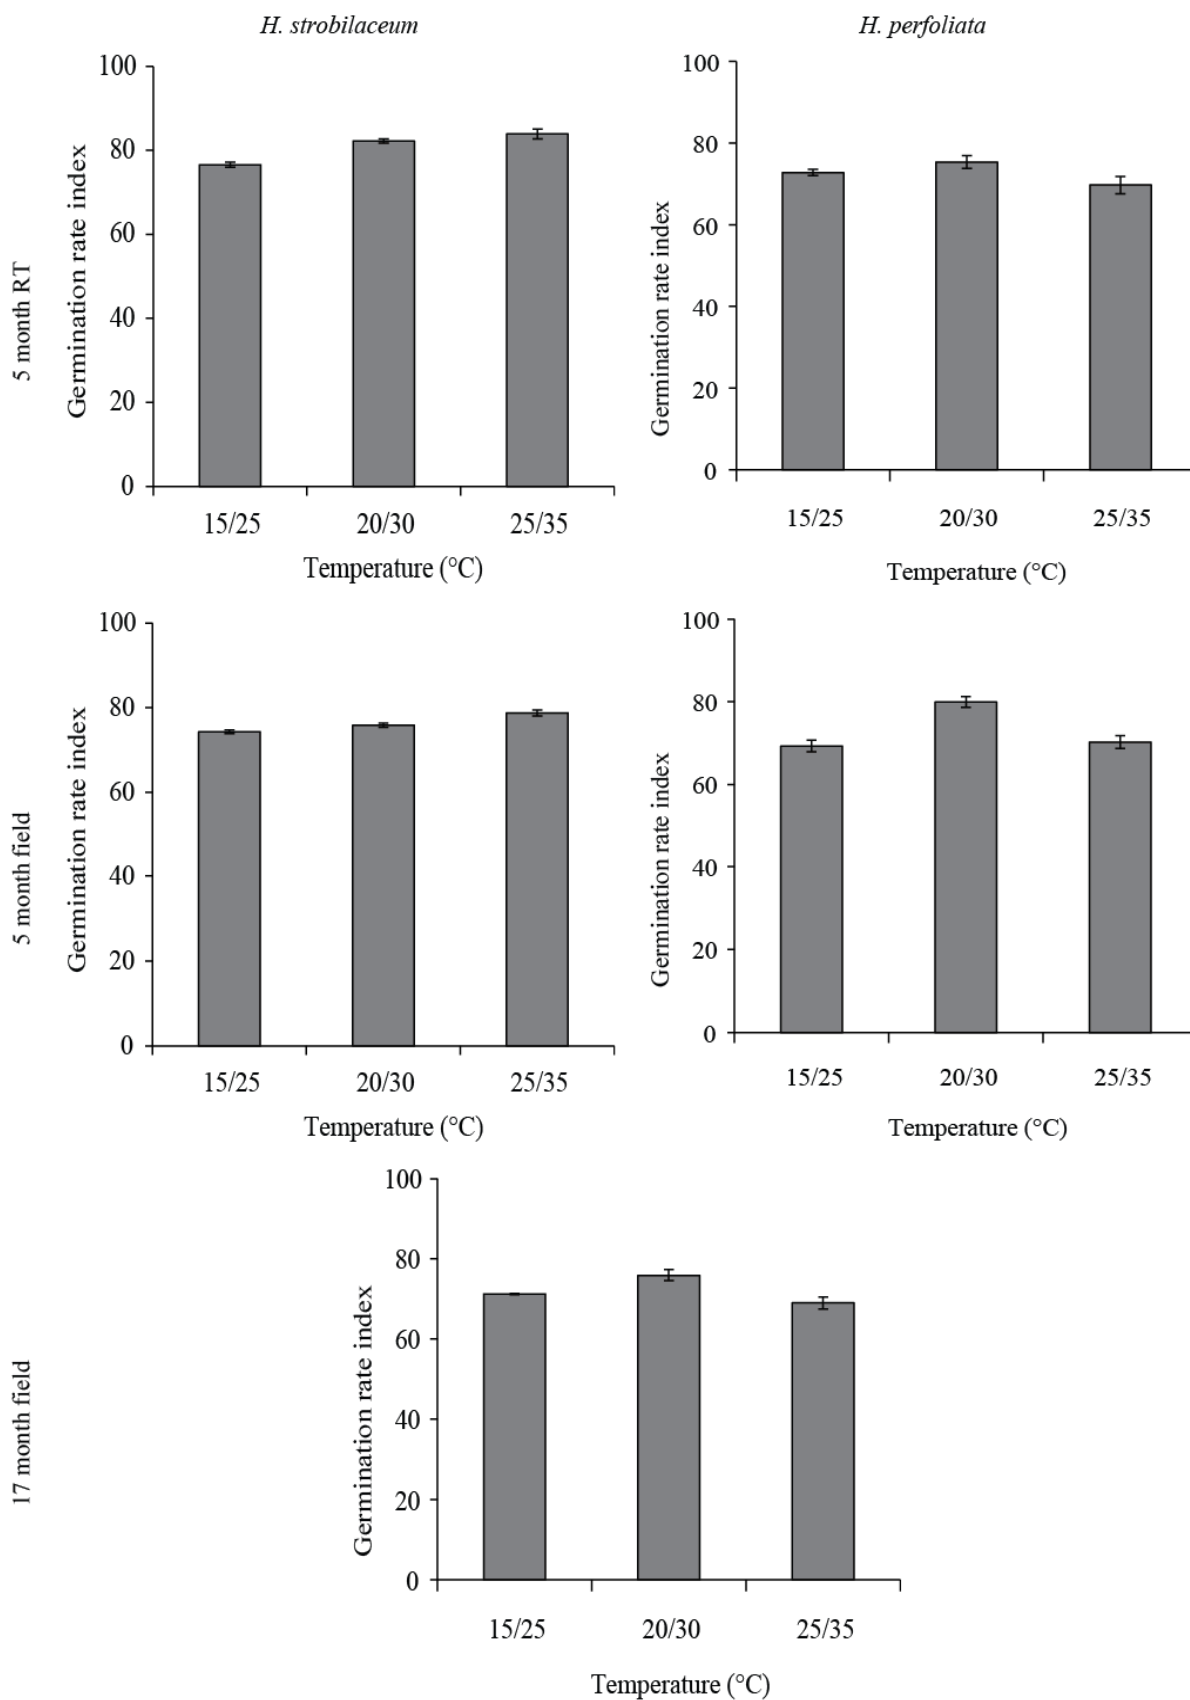 H. strobilaceum
H. perfoliata
5 month RT
Germination rate index
100
80
60
40
20
0
15/25 20/30 25/35
Temperature (°C)
Germination rate index
100
80
60
40
20
0
15/25 20/30 25/35
Temperature (°C)
5 month field
Germination rate index
100
80
60
40
20
0
15/25 20/30 25/35
Temperature (°C)
Germination rate index
100
80
60
40
20
0
15/25 20/30 25/35
Temperature (°C)
17 month field
Germination rate index
100
80
60
40
20
0
15/25 20/30 25/35
Temperature (°C)